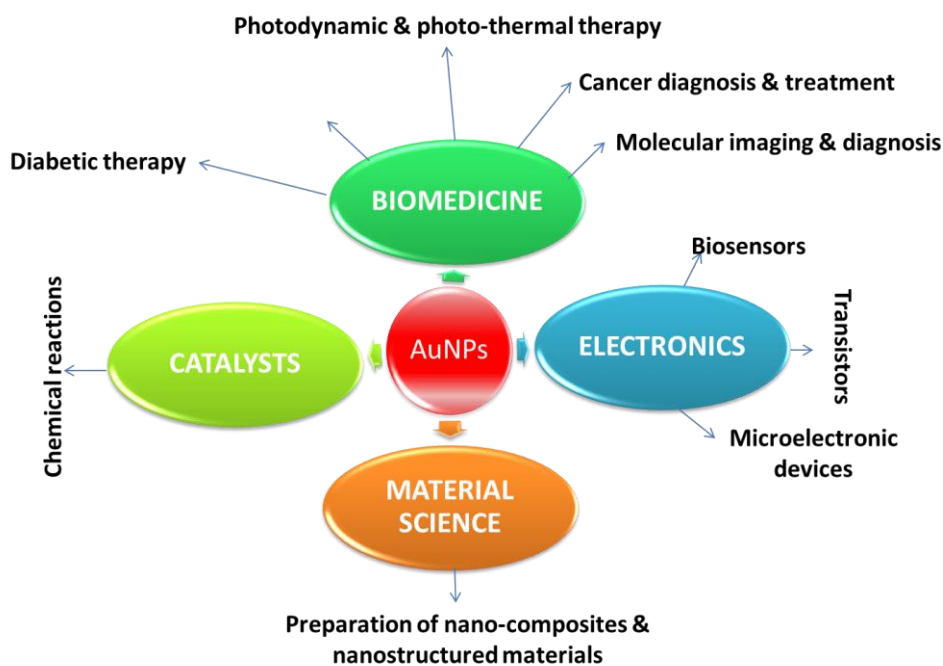 Photodynamic & photo-thermal therapy
Cancer diagnosis & treatment
Molecular imaging & diagnosis
Diabetic therapy
BIOMEDICINE
Biosensors
Chemical reactions
CATALYSTS
AuNPs
ELECTRONICS
Transistors
Microelectronic
devices
MATERIAL
SCIENCE
Preparation of nano-composites &
nanostructured materials